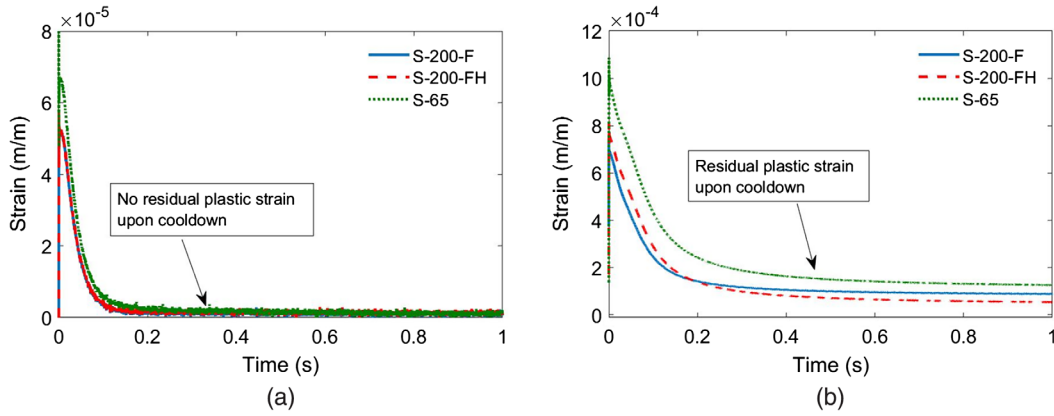 ×10⁻⁵
8
6
4
2
0
Strain (m/m)
S-200-F
S-200-FH
S-65
No residual plastic strain
upon cooldown
0 0.2 0.4 0.6 0.8 1
Time (s)
(a)
×10⁻⁴
12
10
8
6
4
2
0
Strain (m/m)
S-200-F
S-200-FH
S-65
Residual plastic strain
upon cooldown
0 0.2 0.4 0.6 0.8 1
Time (s)
(b)